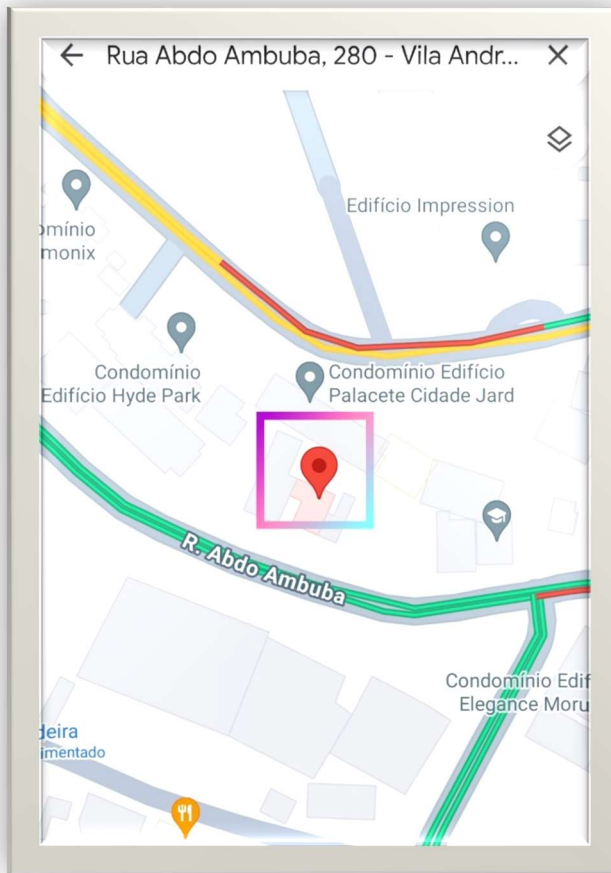 Rua Abdo Ambuba, 280 - Vila Andr...
Edifício Impression
omínio
monix
Condomínio
Edifício Hyde Park
Condomínio Edifício
Palacete Cidade Jard
R. Abdo Ambuba
Condomínio Edif
Elegance Moru
deira
imentado